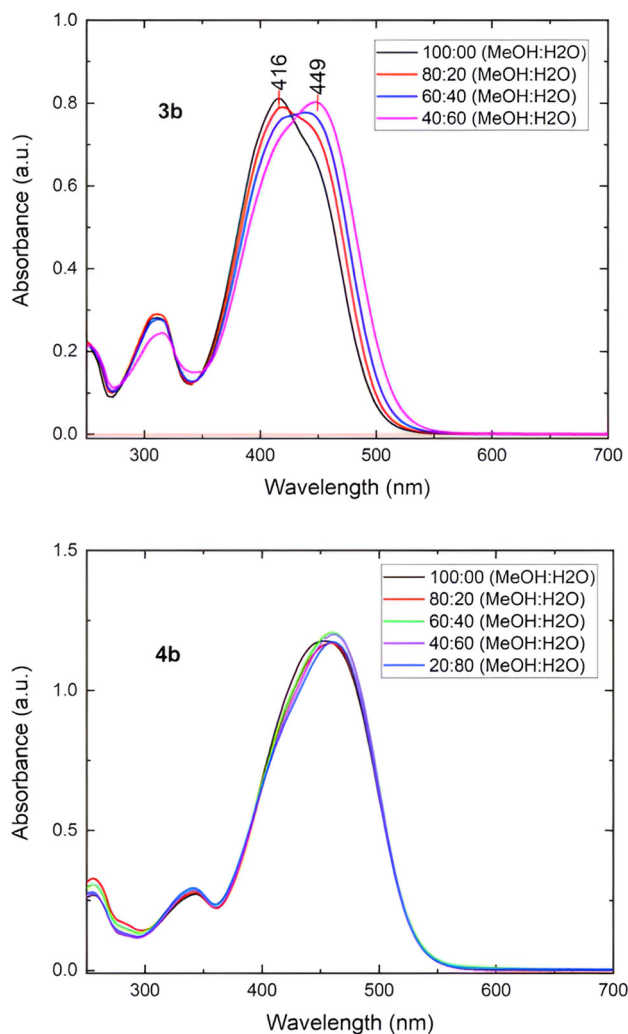 1.0
0.8
0.6
0.4
0.2
0.0
Absorbance (a.u.)
3b
416
449
100:00 (MeOH:H2O)
80:20 (MeOH:H2O)
60:40 (MeOH:H2O)
40:60 (MeOH:H2O)
300 400 500 600 700
Wavelength (nm)
1.5
1.0
0.5
0.0
Absorbance (a.u.)
4b
100:00 (MeOH:H2O)
80:20 (MeOH:H2O)
60:40 (MeOH:H2O)
40:60 (MeOH:H2O)
20:80 (MeOH:H2O)
300 400 500 600 700
Wavelength (nm)